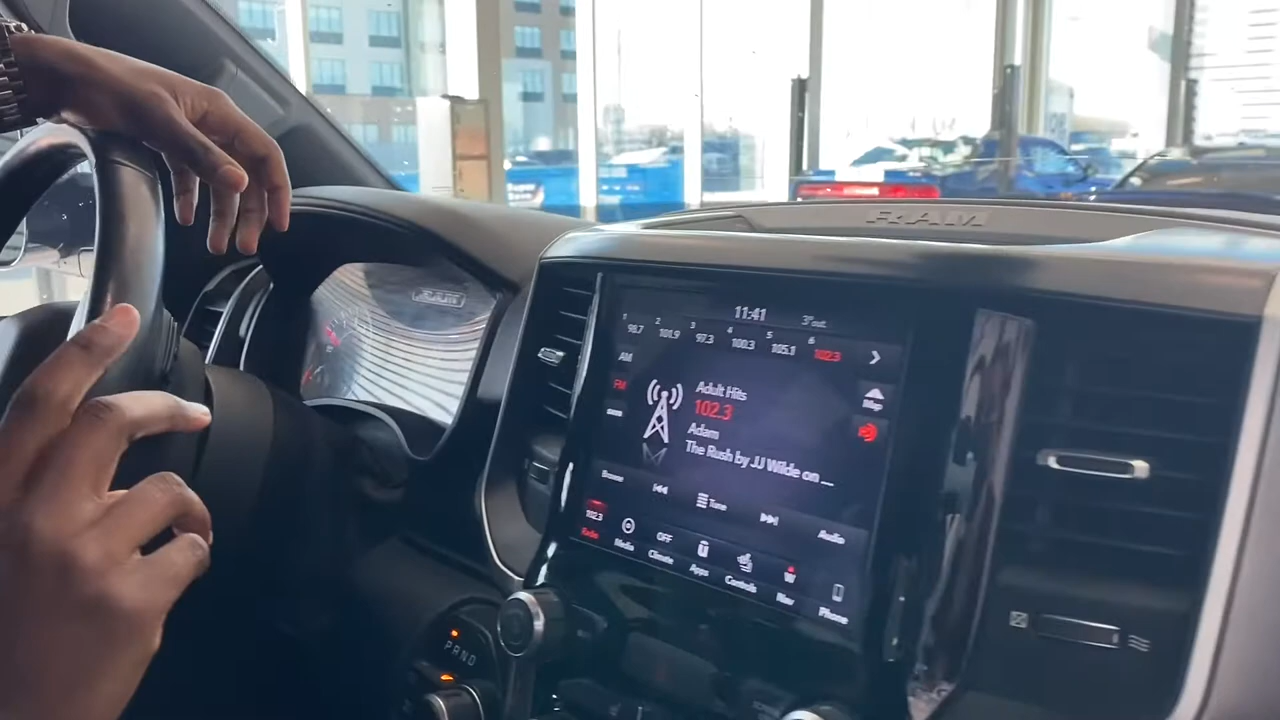 RAM
RAM
11:41
3°out
1 98.7
2 101.9
3 97.3
4 100.3
5 105.1
6 102.3
AM
FM
Map
Adult Hits
102.3
Adam
The Rush by JJ Wilde on ...
Browse
Tune
Audio
102.3
OFF
W
Radio
Media
Climate
Apps
Controls
Nav
Phone
PRND